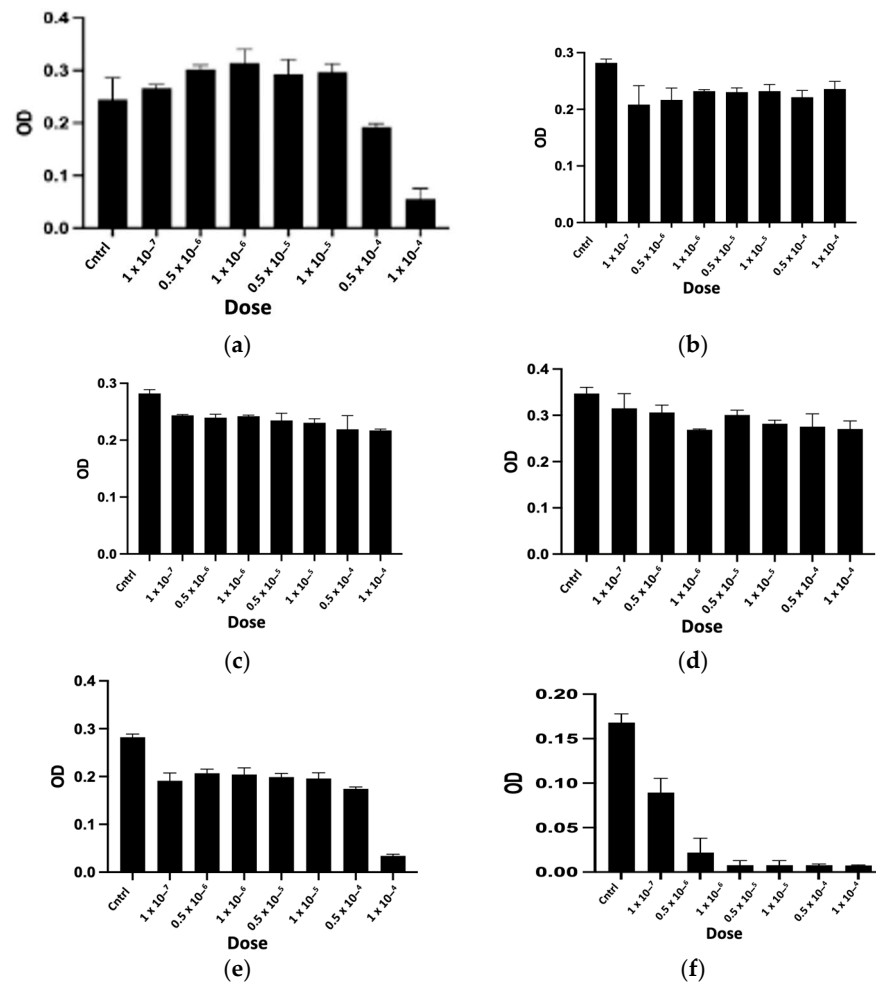 0.4
0.3
0.2
0.1
0.0
OD
Cntrl 1 x 10⁻⁷ 0.5 x 10⁻⁶ 1 x 10⁻⁶ 0.5 x 10⁻⁵ 1 x 10⁻⁵ 0.5 x 10⁻⁴ 1 x 10⁻⁴
Dose
(a)
0.3
0.2
0.1
0.0
OD
Cntrl 1 x 10⁻⁷ 0.5 x 10⁻⁶ 1 x 10⁻⁶ 0.5 x 10⁻⁵ 1 x 10⁻⁵ 0.5 x 10⁻⁴ 1 x 10⁻⁴
Dose
(b)
0.3
0.2
0.1
0.0
OD
Cntrl 1 x 10⁻⁷ 0.5 x 10⁻⁶ 1 x 10⁻⁶ 0.5 x 10⁻⁵ 1 x 10⁻⁵ 0.5 x 10⁻⁴ 1 x 10⁻⁴
Dose
(c)
0.4
0.3
0.2
0.1
0.0
OD
Cntrl 1 x 10⁻⁷ 0.5 x 10⁻⁶ 1 x 10⁻⁶ 0.5 x 10⁻⁵ 1 x 10⁻⁵ 0.5 x 10⁻⁴ 1 x 10⁻⁴
Dose
(d)
0.4
0.3
0.2
0.1
0.0
OD
Cntrl 1 x 10⁻⁷ 0.5 x 10⁻⁶ 1 x 10⁻⁶ 0.5 x 10⁻⁵ 1 x 10⁻⁵ 0.5 x 10⁻⁴ 1 x 10⁻⁴
Dose
(e)
0.20
0.15
0.10
0.05
0.00
OD
Cntrl 1 x 10⁻⁷ 0.5 x 10⁻⁶ 1 x 10⁻⁶ 0.5 x 10⁻⁵ 1 x 10⁻⁵ 0.5 x 10⁻⁴ 1 x 10⁻⁴
Dose
(f)